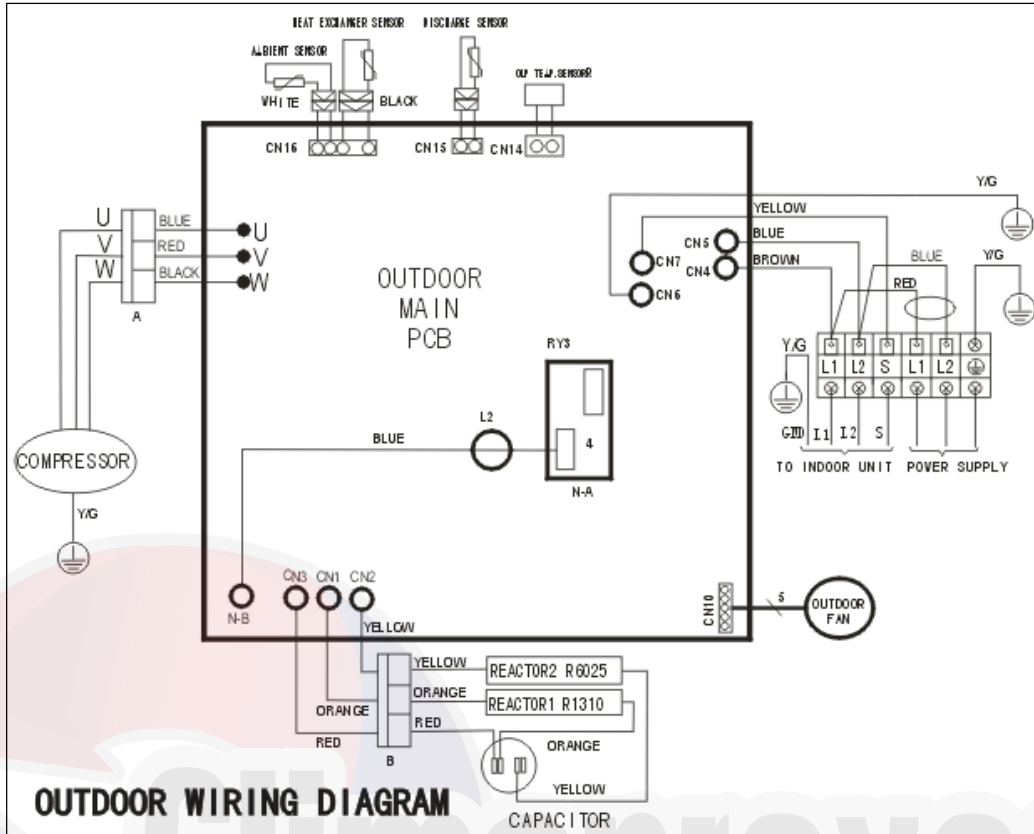 HEAT EXCHANGER SENSOR
DISCHARGE SENSOR
AMBIENT SENSOR
OLP TEMP.SENSORR
WHITE
BLACK
CN16
CN15
CN14
Y/G
YELLOW
U
BLUE
U
CN5
BLUE
BLUE
Y/G
V
RED
V
CN7
CN4
BROWN
W
BLACK
W
CN6
RED
A
OUTDOOR
MAIN
PCB
RY3
Y/G
L1 L2 S L1 L2
L2
BLUE
4
GND L1 L2 S
COMPRESSOR
TO INDOOR UNIT POWER SUPPLY
N-A
Y/G
CN3 CN1 CN2
N-B
CN10
5
OUTDOOR
FAN
YELLOW
YELLOW
REACTOR2 R6025
ORANGE
REACTOR1 R1310
ORANGE
RED
RED
ORANGE
B
YELLOW
OUTDOOR WIRING DIAGRAM
CAPACITOR